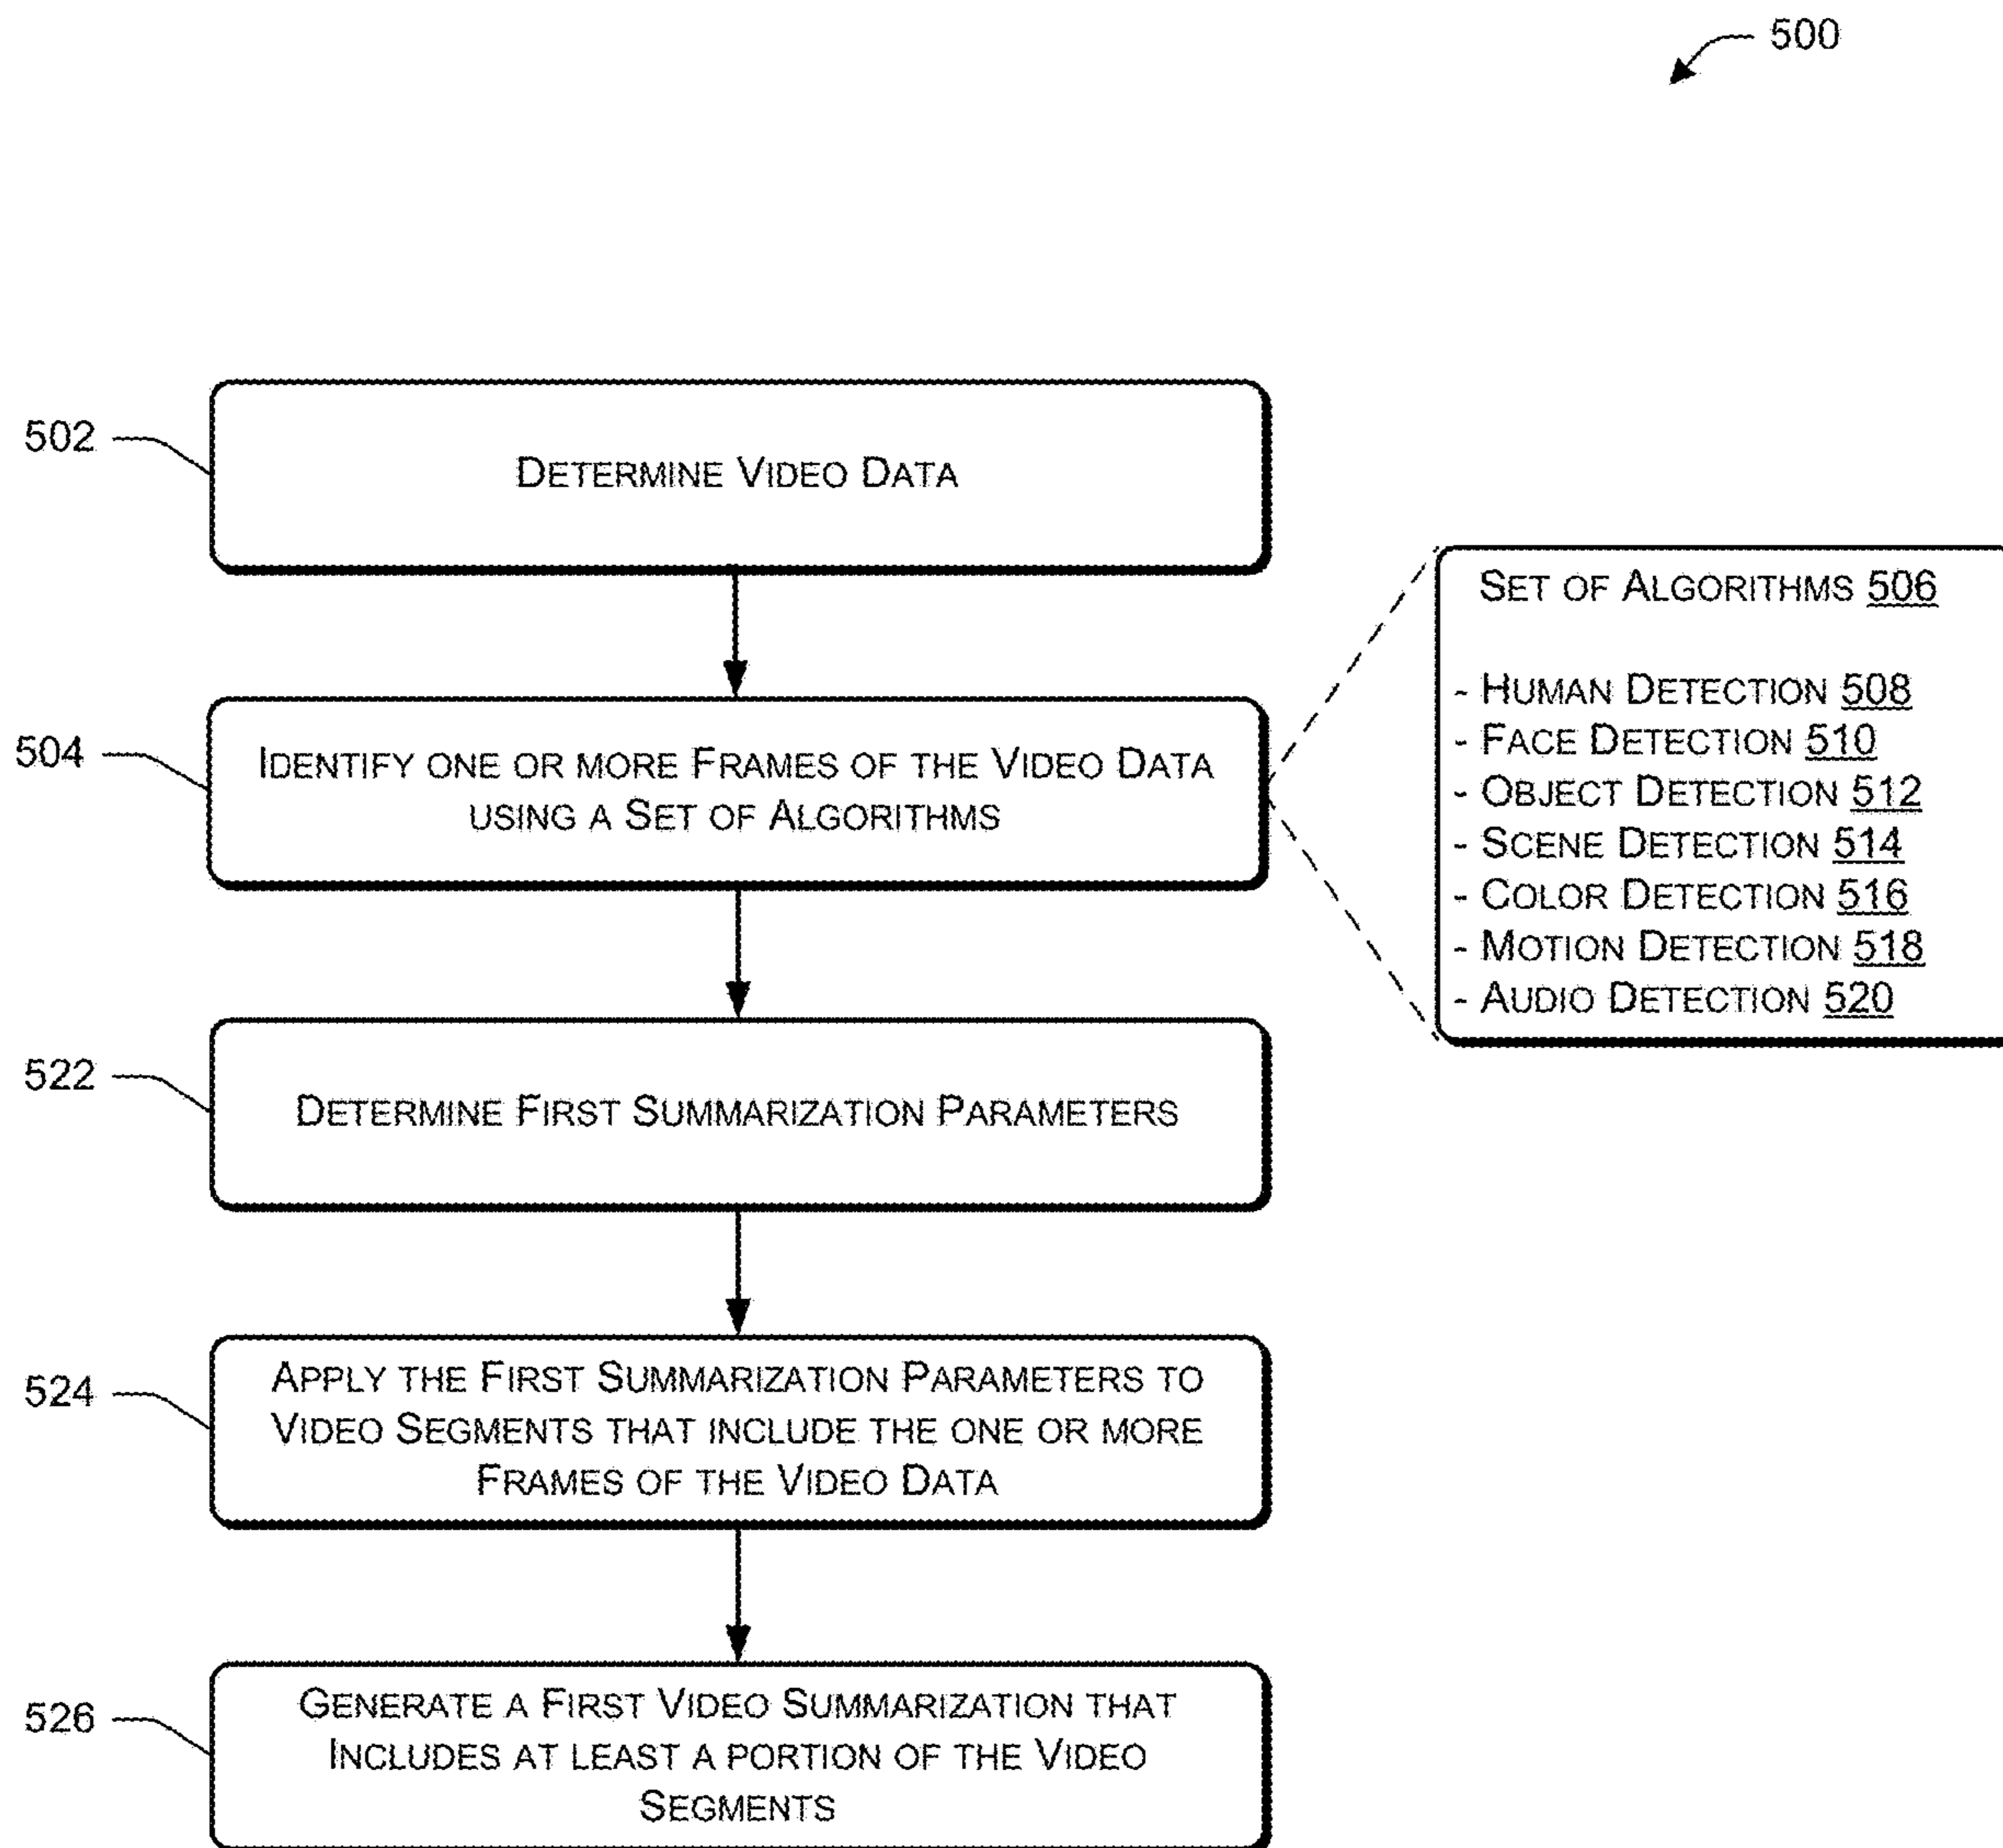 500
502
DETERMINE VIDEO DATA
504
IDENTIFY ONE OR MORE FRAMES OF THE VIDEO DATA
USING A SET OF ALGORITHMS
SET OF ALGORITHMS 506
- HUMAN DETECTION 508
- FACE DETECTION 510
- OBJECT DETECTION 512
- SCENE DETECTION 514
- COLOR DETECTION 516
- MOTION DETECTION 518
- AUDIO DETECTION 520
522
DETERMINE FIRST SUMMARIZATION PARAMETERS
524
APPLY THE FIRST SUMMARIZATION PARAMETERS TO
VIDEO SEGMENTS THAT INCLUDE THE ONE OR MORE
FRAMES OF THE VIDEO DATA
526
GENERATE A FIRST VIDEO SUMMARIZATION THAT
INCLUDES AT LEAST A PORTION OF THE VIDEO
SEGMENTS